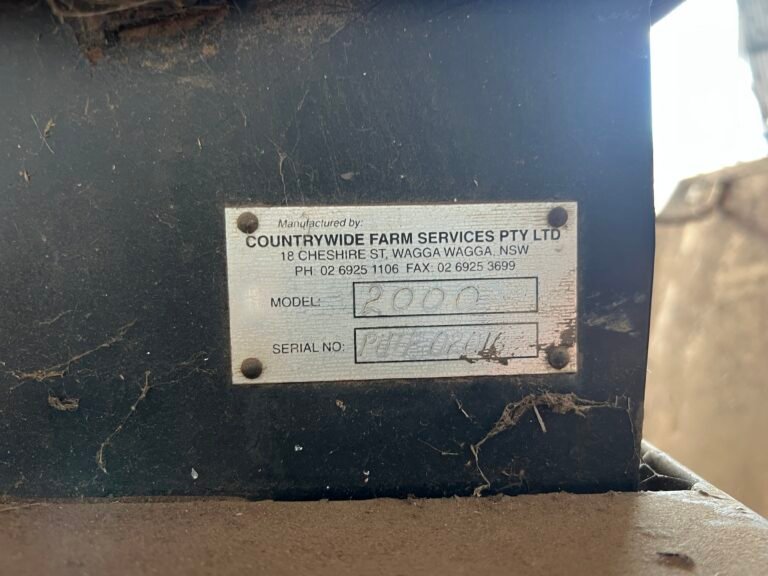 Manufactured by:
COUNTRYWIDE FARM SERVICES PTY LTD
18 CHESHIRE ST, WAGGA WAGGA, NSW
PH: 02 6925 1106 FAX: 02 6925 3699
MODEL: 2000
SERIAL NO: